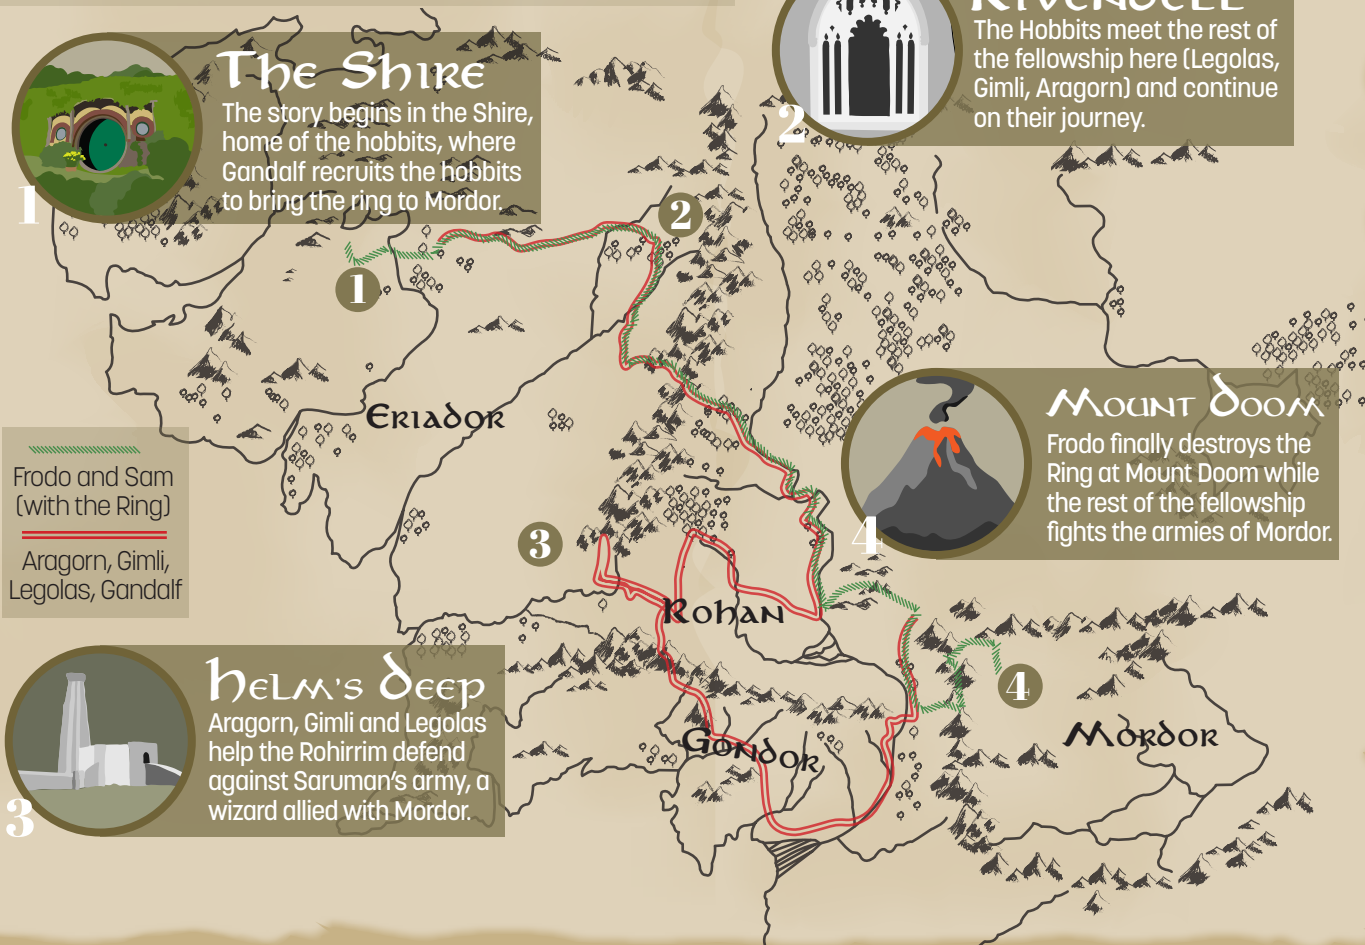 The Shire
The story begins in the Shire,
home of the hobbits, where
Gandalf recruits the hobbits
to bring the ring to Mordor.
1
Rivendell
The Hobbits meet the rest of
the fellowship here (Legolas,
Gimli, Aragorn) and continue
on their journey.
2
2
1
Eriador
Mount Doom
Frodo finally destroys the
Ring at Mount Doom while
the rest of the fellowship
fights the armies of Mordor.
4
Frodo and Sam
(with the Ring)
Aragorn, Gimli,
Legolas, Gandalf
3
Rohan
4
Helm's Deep
Aragorn, Gimli and Legolas
help the Rohirrim defend
against Saruman's army, a
wizard allied with Mordor.
3
Gondor
Mordor